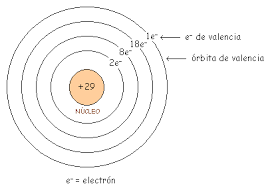 1e⁻
e⁻ de valencia
18e⁻
8e⁻
órbita de valencia
2e⁻
+29
NÚCLEO
e⁻ = electrón